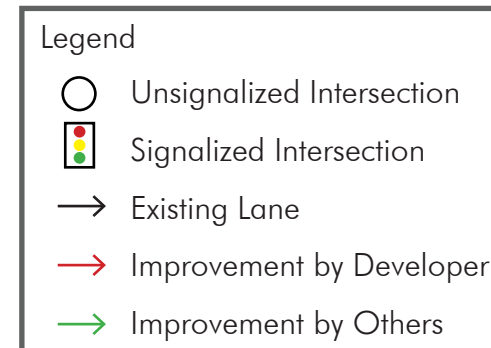 Legend
Unsignalized Intersection
Signalized Intersection
Existing Lane
Improvement by Developer
Improvement by Others